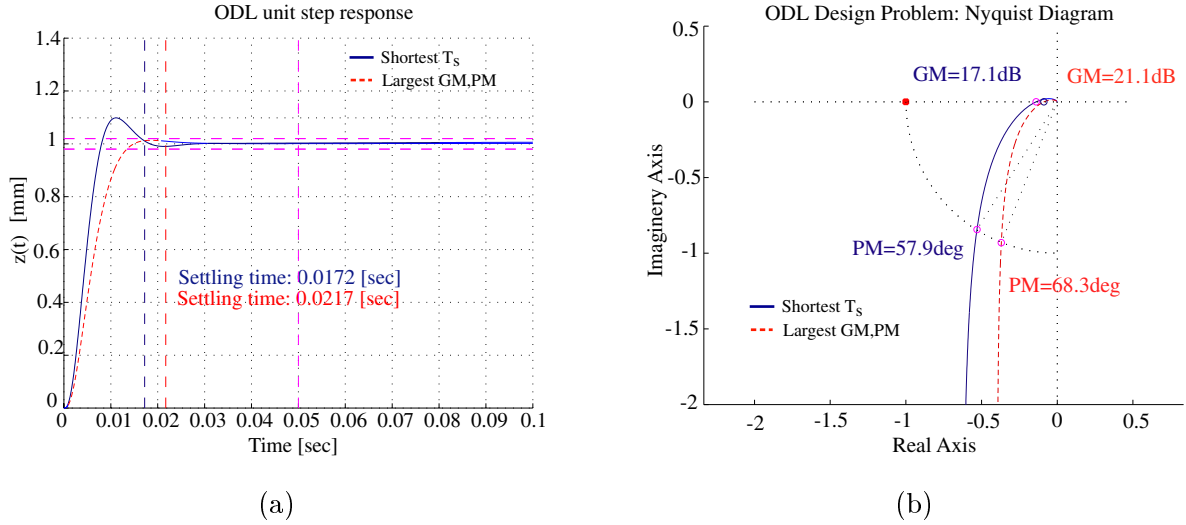 ODL unit step response
1.4
1.2
1
0.8
0.6
0.4
0.2
0
z(t) [mm]
Shortest Ts
Largest GM,PM
Settling time: 0.0172 [sec]
Settling time: 0.0217 [sec]
0 0.01 0.02 0.03 0.04 0.05 0.06 0.07 0.08 0.09 0.1
Time [sec]
(a)
ODL Design Problem: Nyquist Diagram
0.5
0
-0.5
-1
-1.5
-2
Imaginery Axis
GM=17.1dB
GM=21.1dB
PM=57.9deg
PM=68.3deg
Shortest Ts
Largest GM,PM
-2 -1 -0.5 0 0.5
Real Axis
(b)